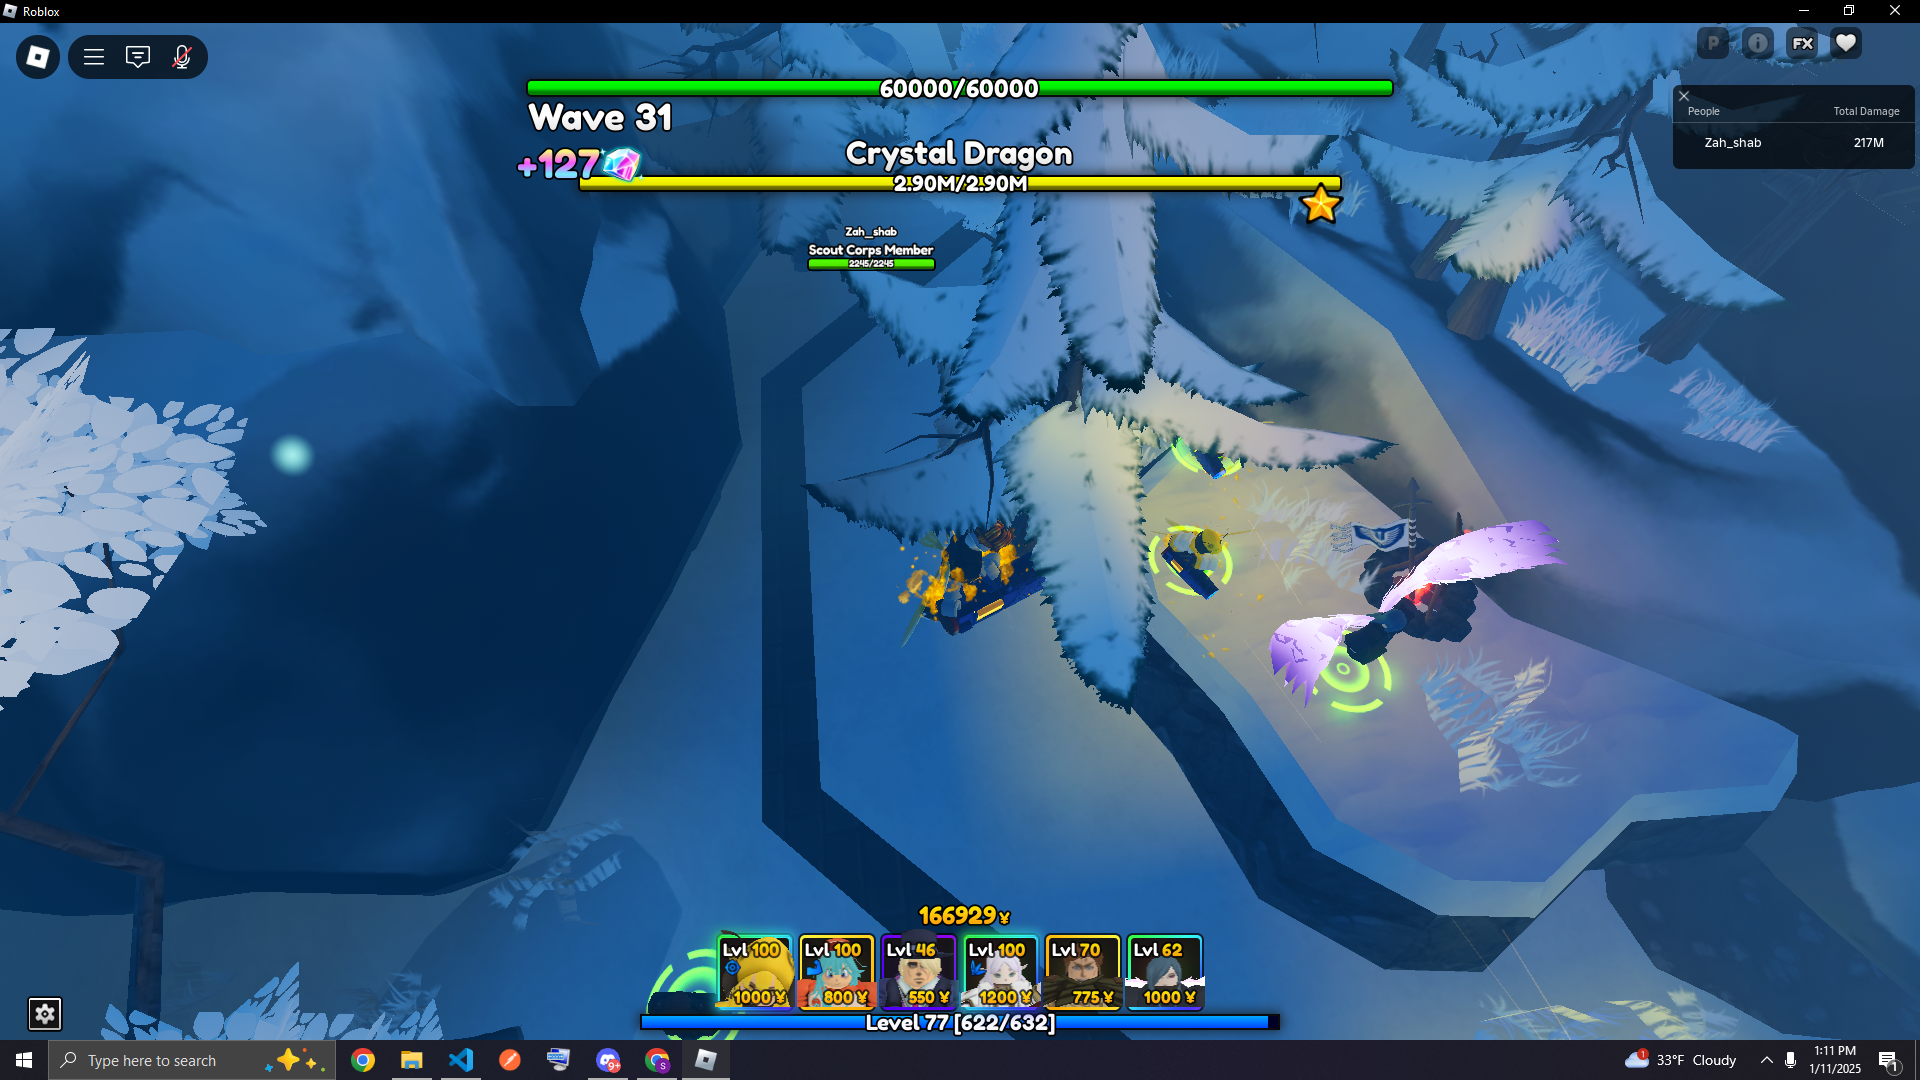 Roblox
P
FX
60000/60000
Wave 31
+127
Crystal Dragon
2.90M/2.90M
People
Total Damage
Zah_shab
217M
Zah_shab
Scout Corps Member
2245/2245
166929¥
Lvl 100
1000 ¥
Lvl 100
800 ¥
Lvl 46
550 ¥
Lvl 100
1200 ¥
Lvl 70
775 ¥
Lvl 62
1000 ¥
Level 77 [622/632]
Type here to search
9+
S
1
33°F Cloudy
1:11 PM
1/11/2025
1